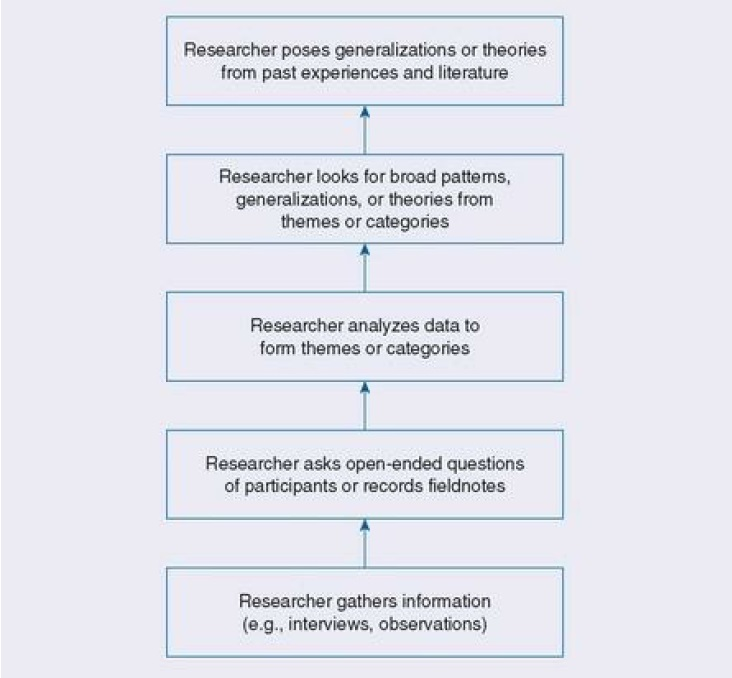 Researcher poses generalizations or theories
from past experiences and literature
Researcher looks for broad patterns,
generalizations, or theories from
themes or categories
Researcher analyzes data to
form themes or categories
Researcher asks open-ended questions
of participants or records fieldnotes
Researcher gathers information
(e.g., interviews, observations)